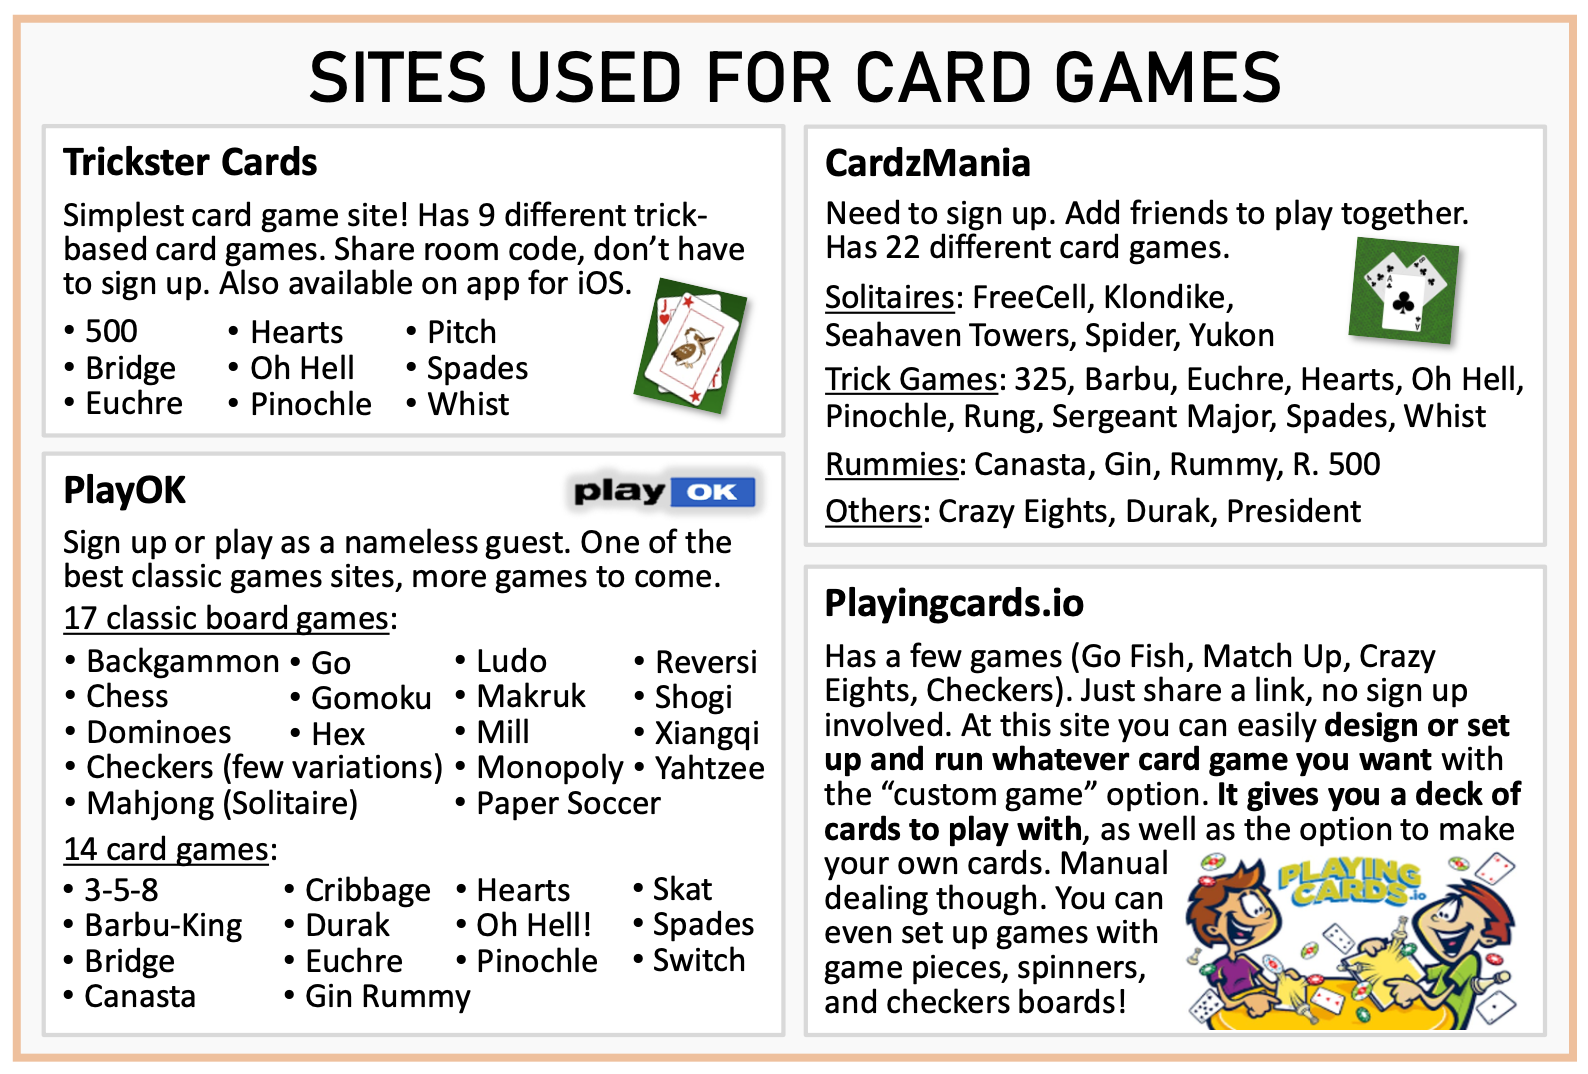 SITES USED FOR CARD GAMES
Trickster Cards
Simplest card game site! Has 9 different trick-
based card games. Share room code, don’t have
to sign up. Also available on app for iOS.
• 500
• Bridge
• Euchre
• Hearts
• Oh Hell
• Pinochle
• Pitch
• Spades
• Whist
J
PlayOK
play OK
Sign up or play as a nameless guest. One of the
best classic games sites, more games to come.
17 classic board games:
• Backgammon
• Chess
• Dominoes
• Checkers (few variations)
• Mahjong (Solitaire)
• Go
• Gomoku
• Hex
• Ludo
• Makruk
• Mill
• Monopoly
• Paper Soccer
• Reversi
• Shogi
• Xiangqi
• Yahtzee
14 card games:
• 3-5-8
• Barbu-King
• Bridge
• Canasta
• Cribbage
• Durak
• Euchre
• Gin Rummy
• Hearts
• Oh Hell!
• Pinochle
• Skat
• Spades
• Switch
CardzMania
Need to sign up. Add friends to play together.
Has 22 different card games.
Solitaires: FreeCell, Klondike,
Seahaven Towers, Spider, Yukon
Trick Games: 325, Barbu, Euchre, Hearts, Oh Hell,
Pinochle, Rung, Sergeant Major, Spades, Whist
Rummies: Canasta, Gin, Rummy, R. 500
Others: Crazy Eights, Durak, President
A
A
Playingcards.io
Has a few games (Go Fish, Match Up, Crazy
Eights, Checkers). Just share a link, no sign up
involved. At this site you can easily design or set
up and run whatever card game you want with
the “custom game” option. It gives you a deck of
cards to play with, as well as the option to make
your own cards. Manual
dealing though. You can
even set up games with
game pieces, spinners,
and checkers boards!
PLAYING
CARDS.io